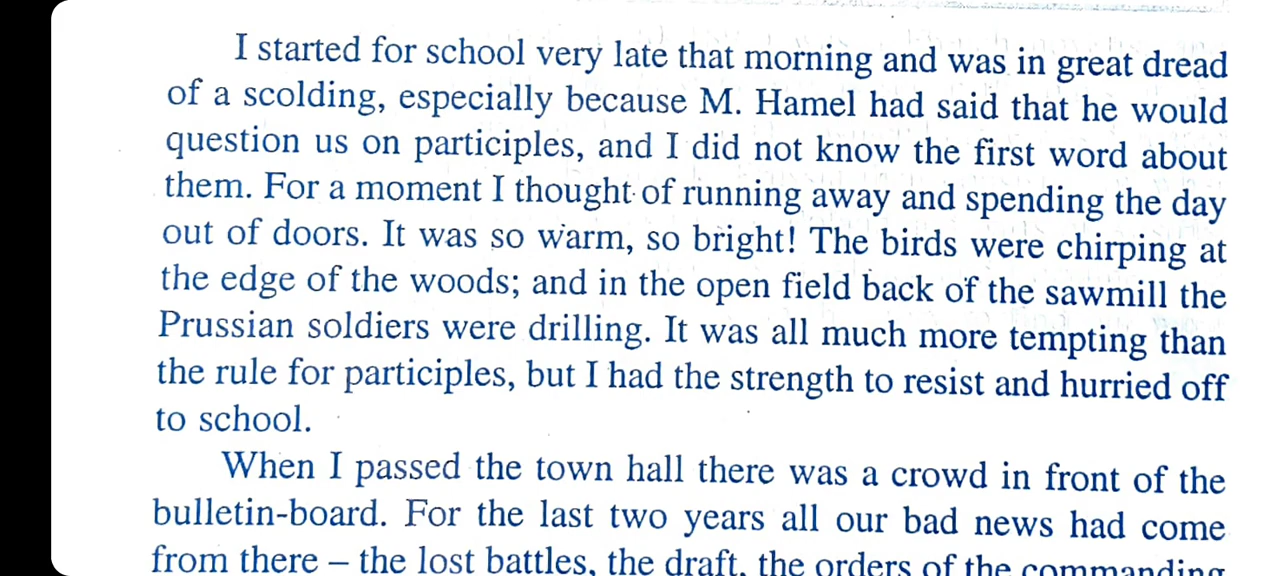 I started for school very late that morning and was in great dread
of a scolding, especially because M. Hamel had said that he would
question us on participles, and I did not know the first word about
them. For a moment I thought of running away and spending the day
out of doors. It was so warm, so bright! The birds were chirping at
the edge of the woods; and in the open field back of the sawmill the
Prussian soldiers were drilling. It was all much more tempting than
the rule for participles, but I had the strength to resist and hurried off
to school.
When I passed the town hall there was a crowd in front of the
bulletin-board. For the last two years all our bad news had come
from there – the lost battles, the draft, the orders of the commanding